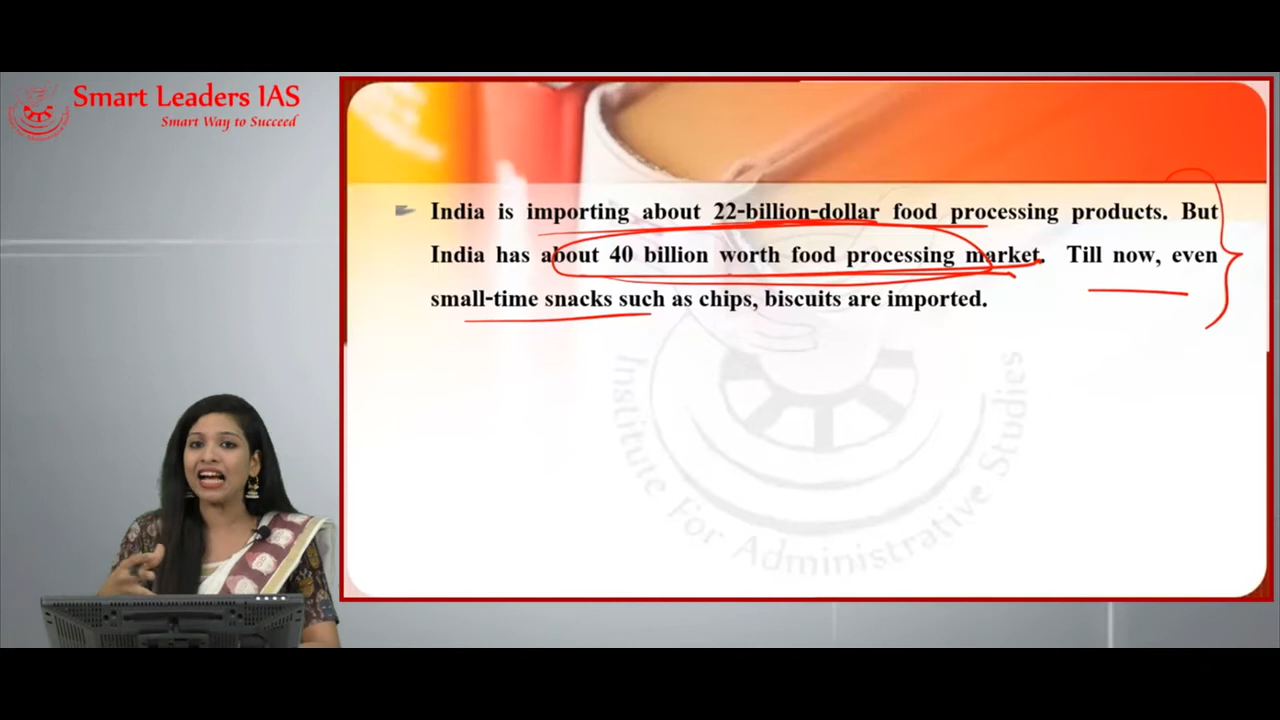 Smart Leaders IAS
Smart Way to Succeed
India is importing about 22-billion-dollar food processing products. But
India has about 40 billion worth food processing market. Till now, even
small-time snacks such as chips, biscuits are imported.
Institute For Administrative Studies